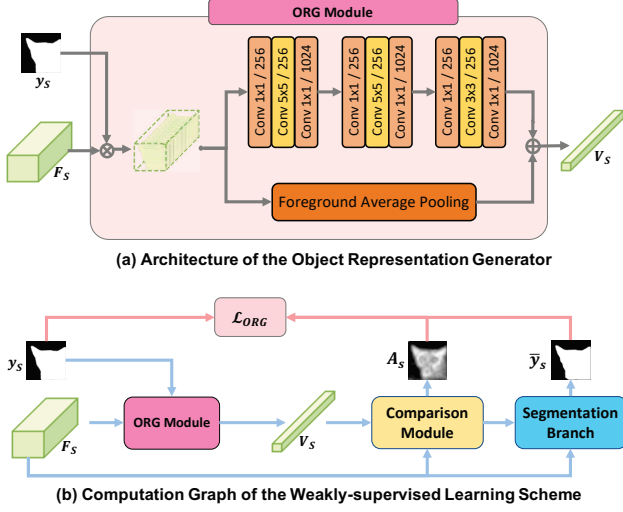 ORG Module
y_S
F_S
Conv 1x1 / 256
Conv 5x5 / 256
Conv 1x1 / 1024
Conv 1x1 / 256
Conv 5x5 / 256
Conv 1x1 / 1024
Conv 1x1 / 256
Conv 3x3 / 256
Conv 1x1 / 1024
V_S
Foreground Average Pooling
(a) Architecture of the Object Representation Generator
ℒ_ORG
y_s
A_s
ȳ_s
F_S
ORG Module
V_S
Comparison
Module
Segmentation
Branch
(b) Computation Graph of the Weakly-supervised Learning Scheme